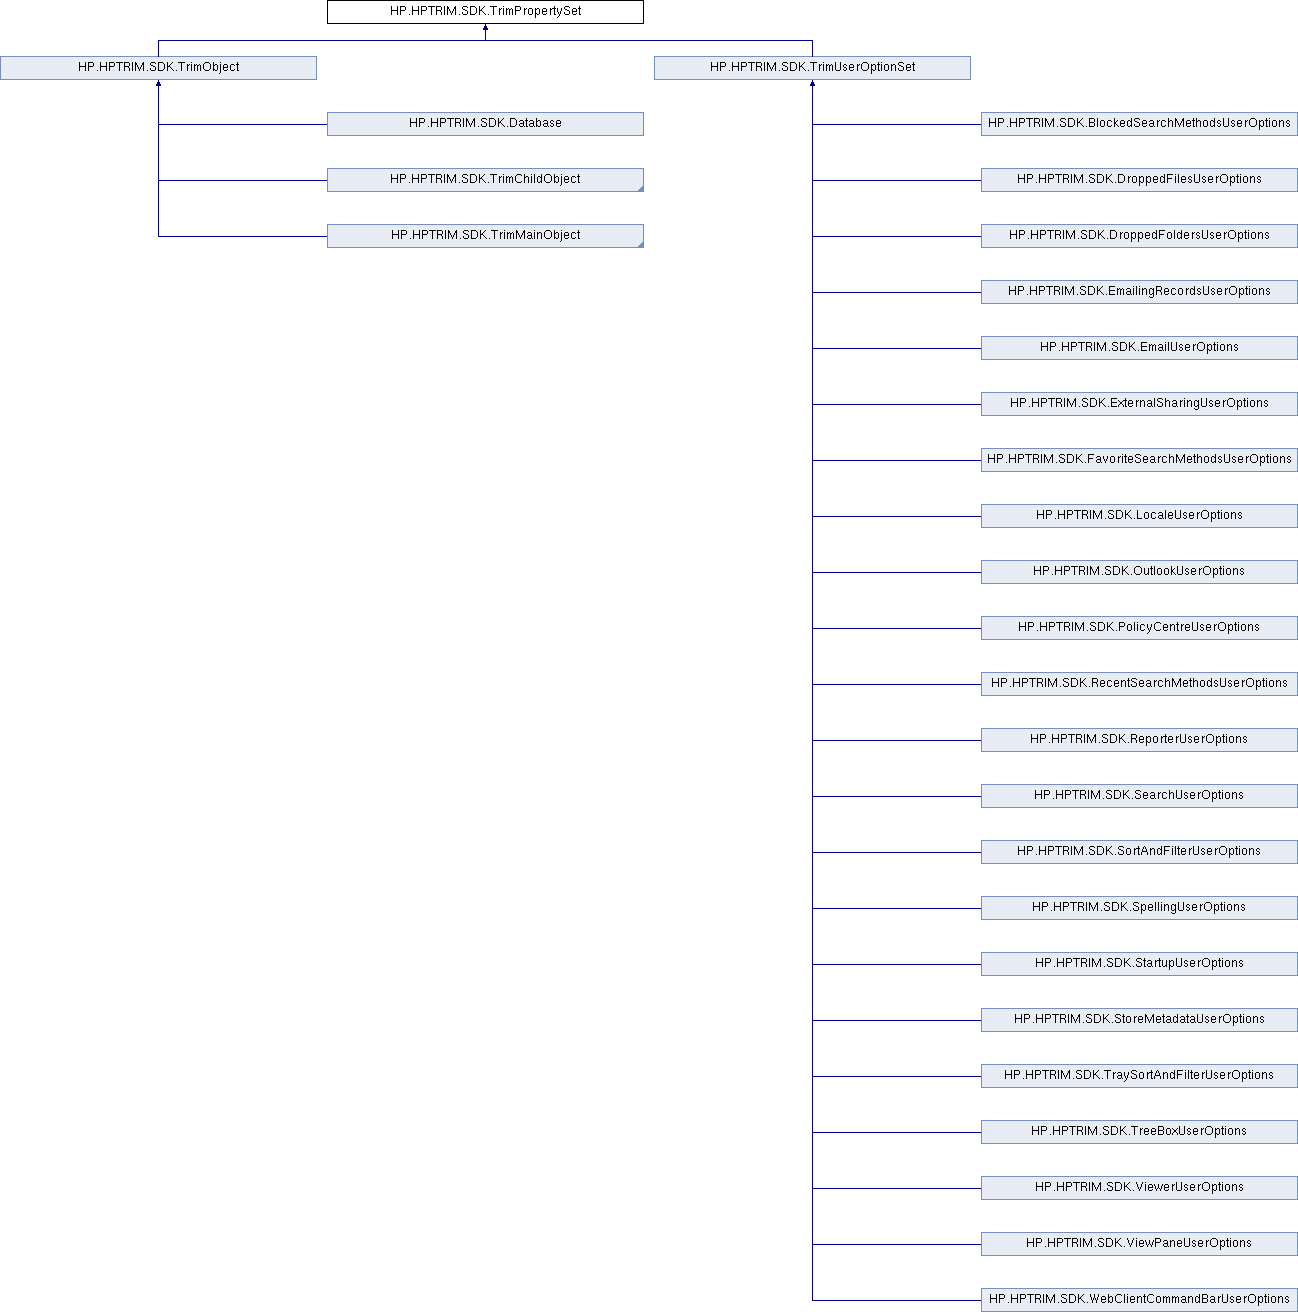 HP.HPTRIM.SDK.TrimPropertySet
HP.HPTRIM.SDK.TrimObject
HP.HPTRIM.SDK.TrimUserOptionSet
HP.HPTRIM.SDK.Database
HP.HPTRIM.SDK.BlockedSearchMethodsUserOptions
HP.HPTRIM.SDK.TrimChildObject
HP.HPTRIM.SDK.DroppedFilesUserOptions
HP.HPTRIM.SDK.TrimMainObject
HP.HPTRIM.SDK.DroppedFoldersUserOptions
HP.HPTRIM.SDK.EmailingRecordsUserOptions
HP.HPTRIM.SDK.EmailUserOptions
HP.HPTRIM.SDK.ExternalSharingUserOptions
HP.HPTRIM.SDK.FavoriteSearchMethodsUserOptions
HP.HPTRIM.SDK.LocaleUserOptions
HP.HPTRIM.SDK.OutlookUserOptions
HP.HPTRIM.SDK.PolicyCentreUserOptions
HP.HPTRIM.SDK.RecentSearchMethodsUserOptions
HP.HPTRIM.SDK.ReporterUserOptions
HP.HPTRIM.SDK.SearchUserOptions
HP.HPTRIM.SDK.SortAndFilterUserOptions
HP.HPTRIM.SDK.SpellingUserOptions
HP.HPTRIM.SDK.StartupUserOptions
HP.HPTRIM.SDK.StoreMetadataUserOptions
HP.HPTRIM.SDK.TraySortAndFilterUserOptions
HP.HPTRIM.SDK.TreeBoxUserOptions
HP.HPTRIM.SDK.ViewerUserOptions
HP.HPTRIM.SDK.ViewPaneUserOptions
HP.HPTRIM.SDK.WebClientCommandBarUserOptions